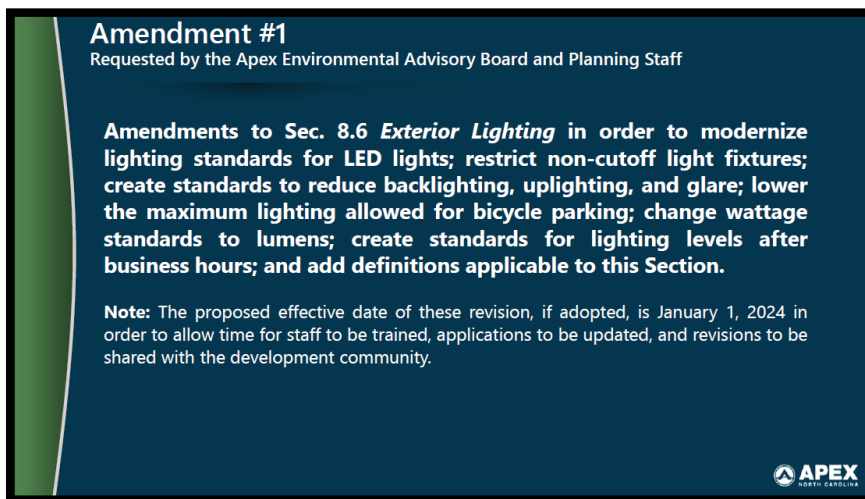 Amendment #1
Requested by the Apex Environmental Advisory Board and Planning Staff
Amendments to Sec. 8.6 Exterior Lighting in order to modernize
lighting standards for LED lights; restrict non-cutoff light fixtures;
create standards to reduce backlighting, uplighting, and glare; lower
the maximum lighting allowed for bicycle parking; change wattage
standards to lumens; create standards for lighting levels after
business hours; and add definitions applicable to this Section.
Note: The proposed effective date of these revision, if adopted, is January 1, 2024 in
order to allow time for staff to be trained, applications to be updated, and revisions to be
shared with the development community.
APEX
NORTH CAROLINA